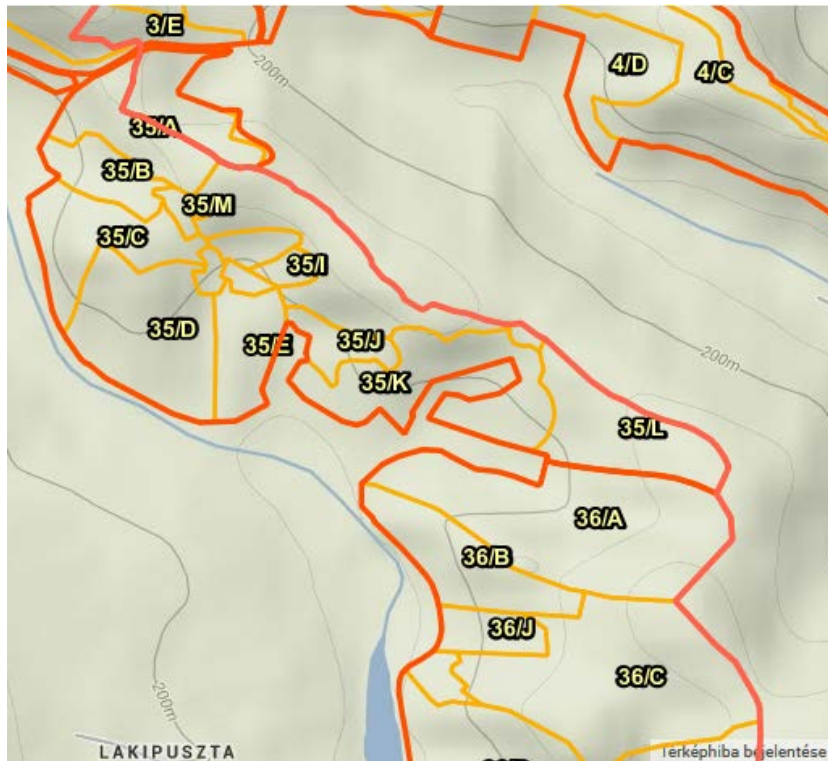 3/E
200m
4/D
4/C
35/A
35/B
35/M
35/C
35/I
35/D
35/E
35/J
200m
35/K
35/L
36/A
36/B
36/J
36/C
200m
LAKIPUSZTA
Térképhiba bejelentése